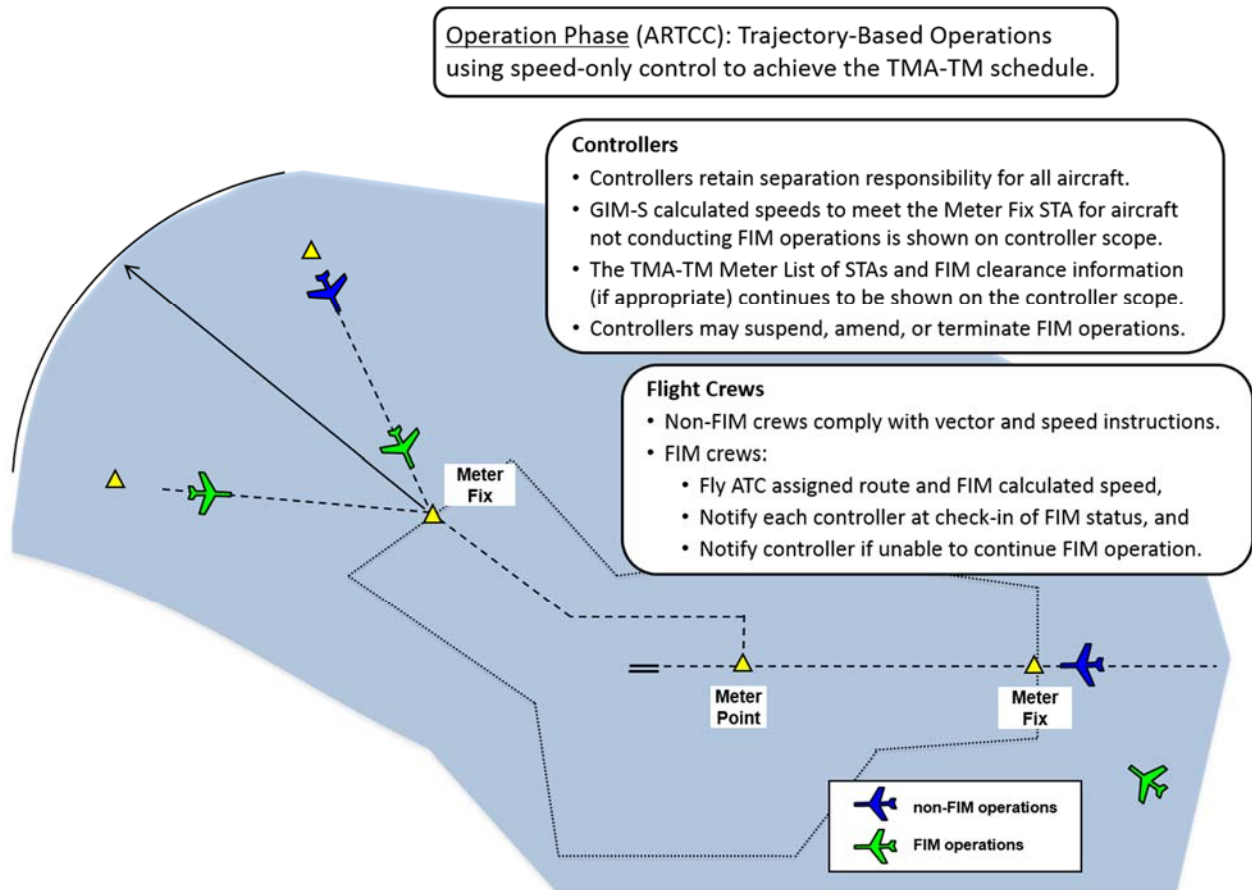 Operation Phase (ARTCC): Trajectory-Based Operations
using speed-only control to achieve the TMA-TM schedule.
Controllers
• Controllers retain separation responsibility for all aircraft.
• GIM-S calculated speeds to meet the Meter Fix STA for aircraft
not conducting FIM operations is shown on controller scope.
• The TMA-TM Meter List of STAs and FIM clearance information
(if appropriate) continues to be shown on the controller scope.
• Controllers may suspend, amend, or terminate FIM operations.
Flight Crews
• Non-FIM crews comply with vector and speed instructions.
• FIM crews:
• Fly ATC assigned route and FIM calculated speed,
• Notify each controller at check-in of FIM status, and
• Notify controller if unable to continue FIM operation.
Meter
Fix
Meter
Point
Meter
Fix
non-FIM operations
FIM operations